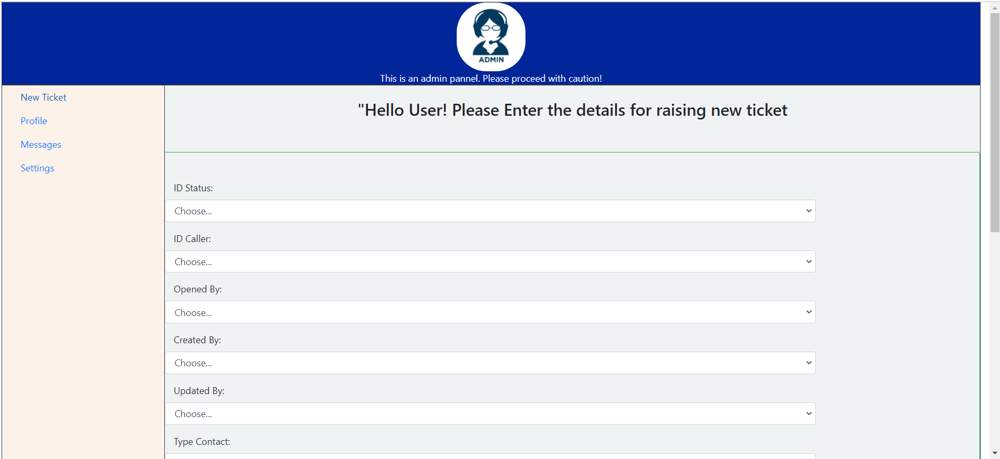 ADMIN
This is an admin pannel. Please proceed with caution!
New Ticket
Profile
Messages
Settings
"Hello User! Please Enter the details for raising new ticket
ID Status:
Choose...
ID Caller:
Choose...
Opened By:
Choose...
Created By:
Choose...
Updated By:
Choose...
Type Contact: